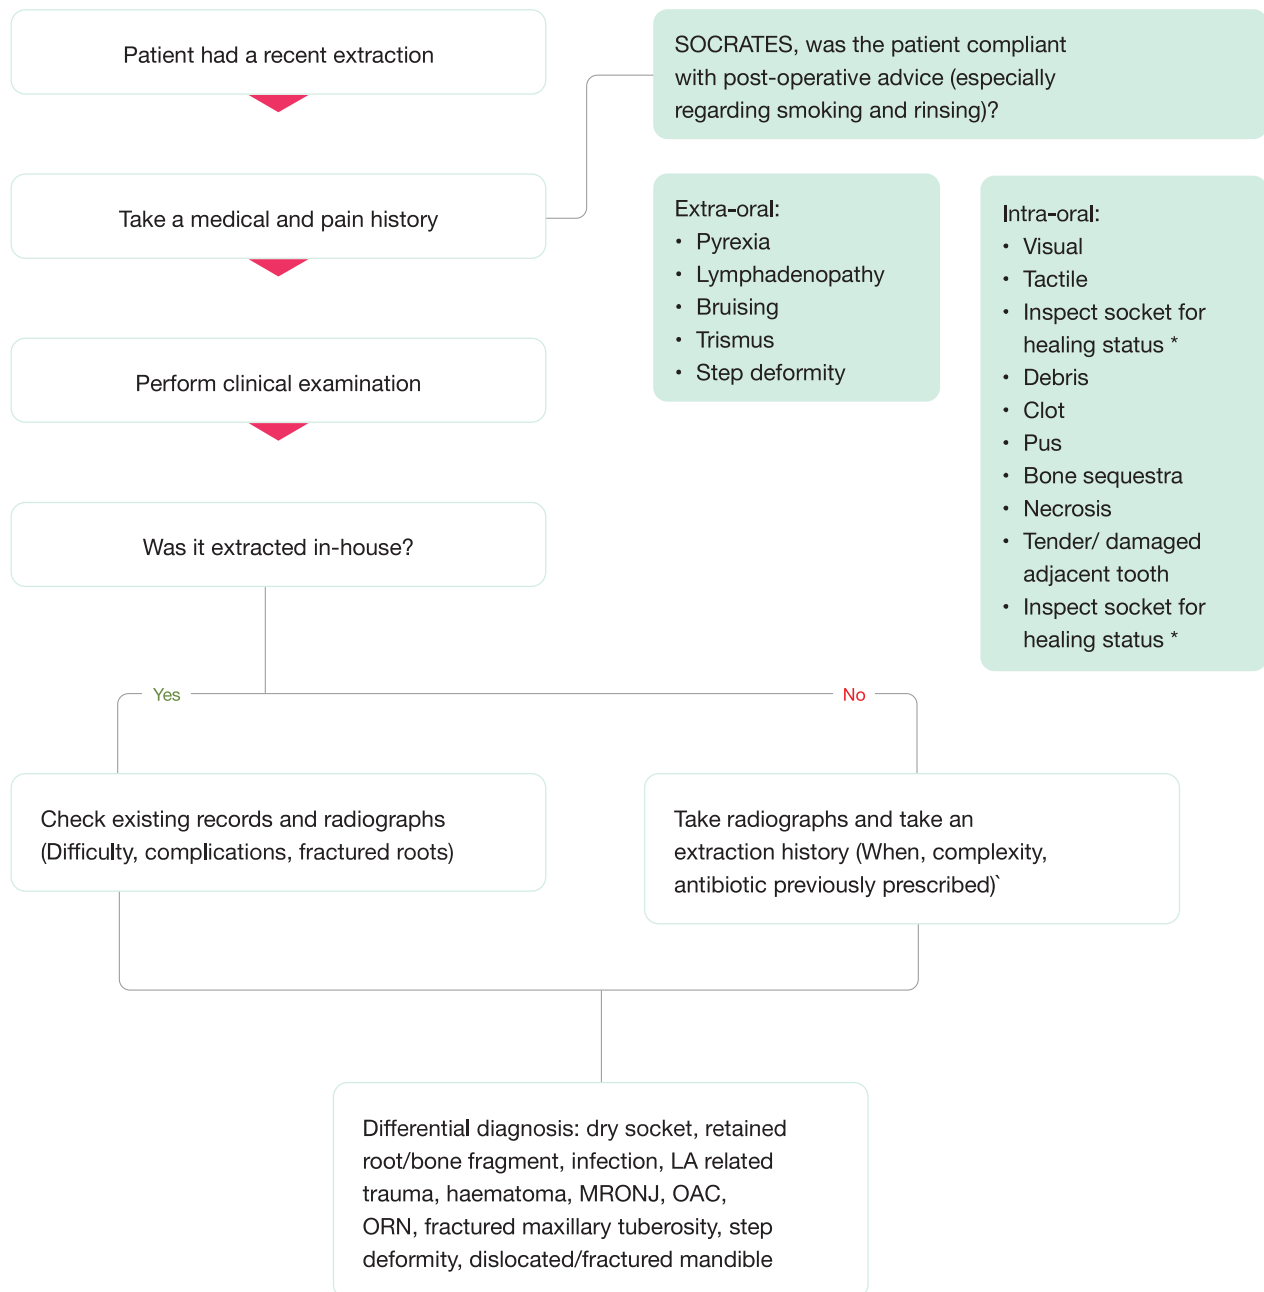 Patient had a recent extraction
SOCRATES, was the patient compliant
with post-operative advice (especially
regarding smoking and rinsing)?
Take a medical and pain history
Extra-oral:
• Pyrexia
• Lymphadenopathy
• Bruising
• Trismus
• Step deformity
Intra-oral:
• Visual
• Tactile
• Inspect socket for
healing status *
• Debris
• Clot
• Pus
• Bone sequestra
• Necrosis
• Tender/ damaged
adjacent tooth
• Inspect socket for
healing status *
Perform clinical examination
Was it extracted in-house?
Yes
No
Check existing records and radiographs
(Difficulty, complications, fractured roots)
Take radiographs and take an
extraction history (When, complexity,
antibiotic previously prescribed)`
Differential diagnosis: dry socket, retained
root/bone fragment, infection, LA related
trauma, haematoma, MRONJ, OAC,
ORN, fractured maxillary tuberosity, step
deformity, dislocated/fractured mandible